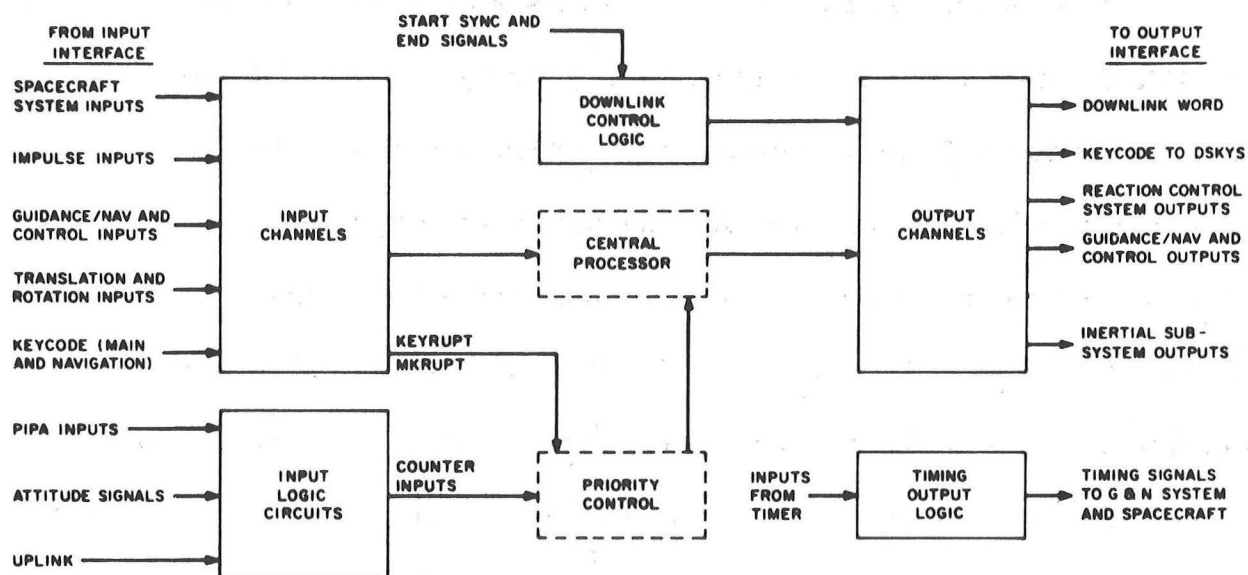 FROM INPUT
INTERFACE
SPACECRAFT
SYSTEM INPUTS
IMPULSE INPUTS
GUIDANCE/NAV AND
CONTROL INPUTS
TRANSLATION AND
ROTATION INPUTS
KEYCODE (MAIN
AND NAVIGATION)
INPUT
CHANNELS
KEYRUPT
MKRUPT
PIPA INPUTS
ATTITUDE SIGNALS
UPLINK
INPUT
LOGIC
CIRCUITS
COUNTER
INPUTS
START SYNC AND
END SIGNALS
DOWNLINK
CONTROL
LOGIC
CENTRAL
PROCESSOR
PRIORITY
CONTROL
OUTPUT
CHANNELS
TO OUTPUT
INTERFACE
DOWNLINK WORD
KEYCODE TO DSKYS
REACTION CONTROL
SYSTEM OUTPUTS
GUIDANCE/NAV AND
CONTROL OUTPUTS
INERTIAL SUB-
SYSTEM OUTPUTS
INPUTS
FROM
TIMER
TIMING
OUTPUT
LOGIC
TIMING SIGNALS
TO G & N SYSTEM
AND SPACECRAFT